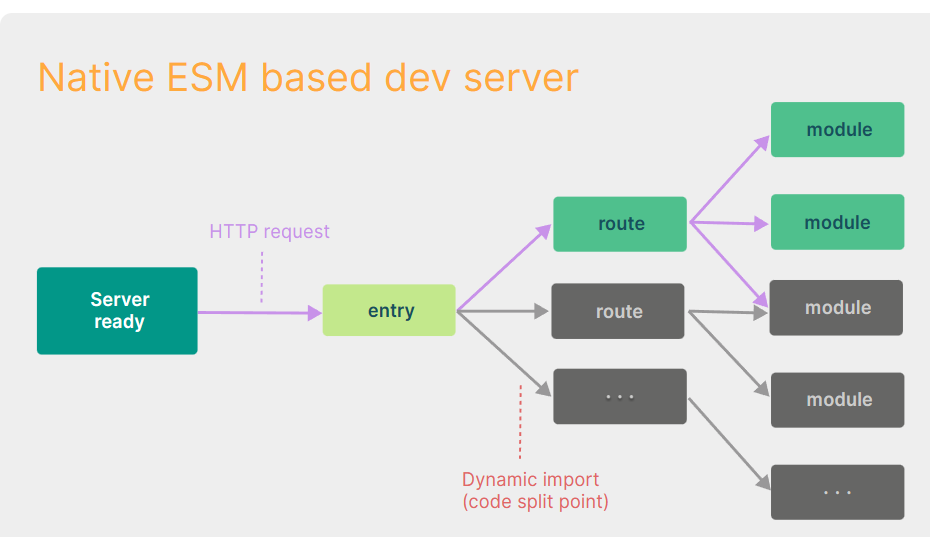 Native ESM based dev server
module
HTTP request
route
module
Server
ready
entry
route
module
. . .
module
Dynamic import
(code split point)
. . .